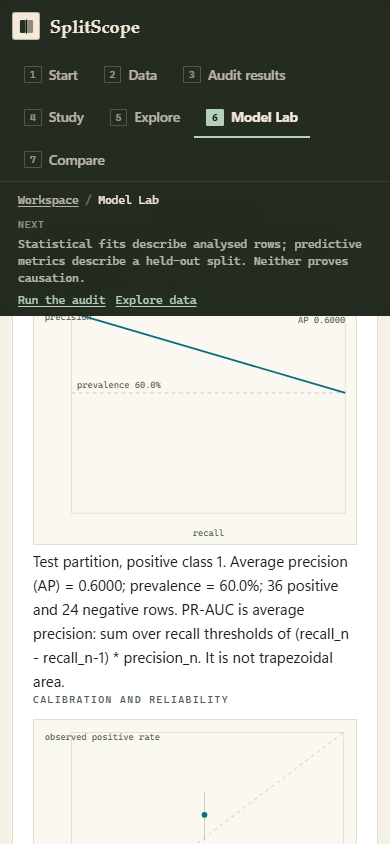 SplitScope
1 Start 2 Data 3 Audit results
4 Study 5 Explore 6 Model Lab
7 Compare
Workspace / Model Lab
NEXT
Statistical fits describe analysed rows; predictive
metrics describe a held-out split. Neither proves
causation.
Run the audit Explore data
precision
AP 0.6000
prevalence 60.0%
recall
Test partition, positive class 1. Average precision
(AP) = 0.6000; prevalence = 60.0%; 36 positive
and 24 negative rows. PR-AUC is average
precision: sum over recall thresholds of (recall_n
- recall_n-1) * precision_n. It is not trapezoidal
area.
CALIBRATION AND RELIABILITY
observed positive rate